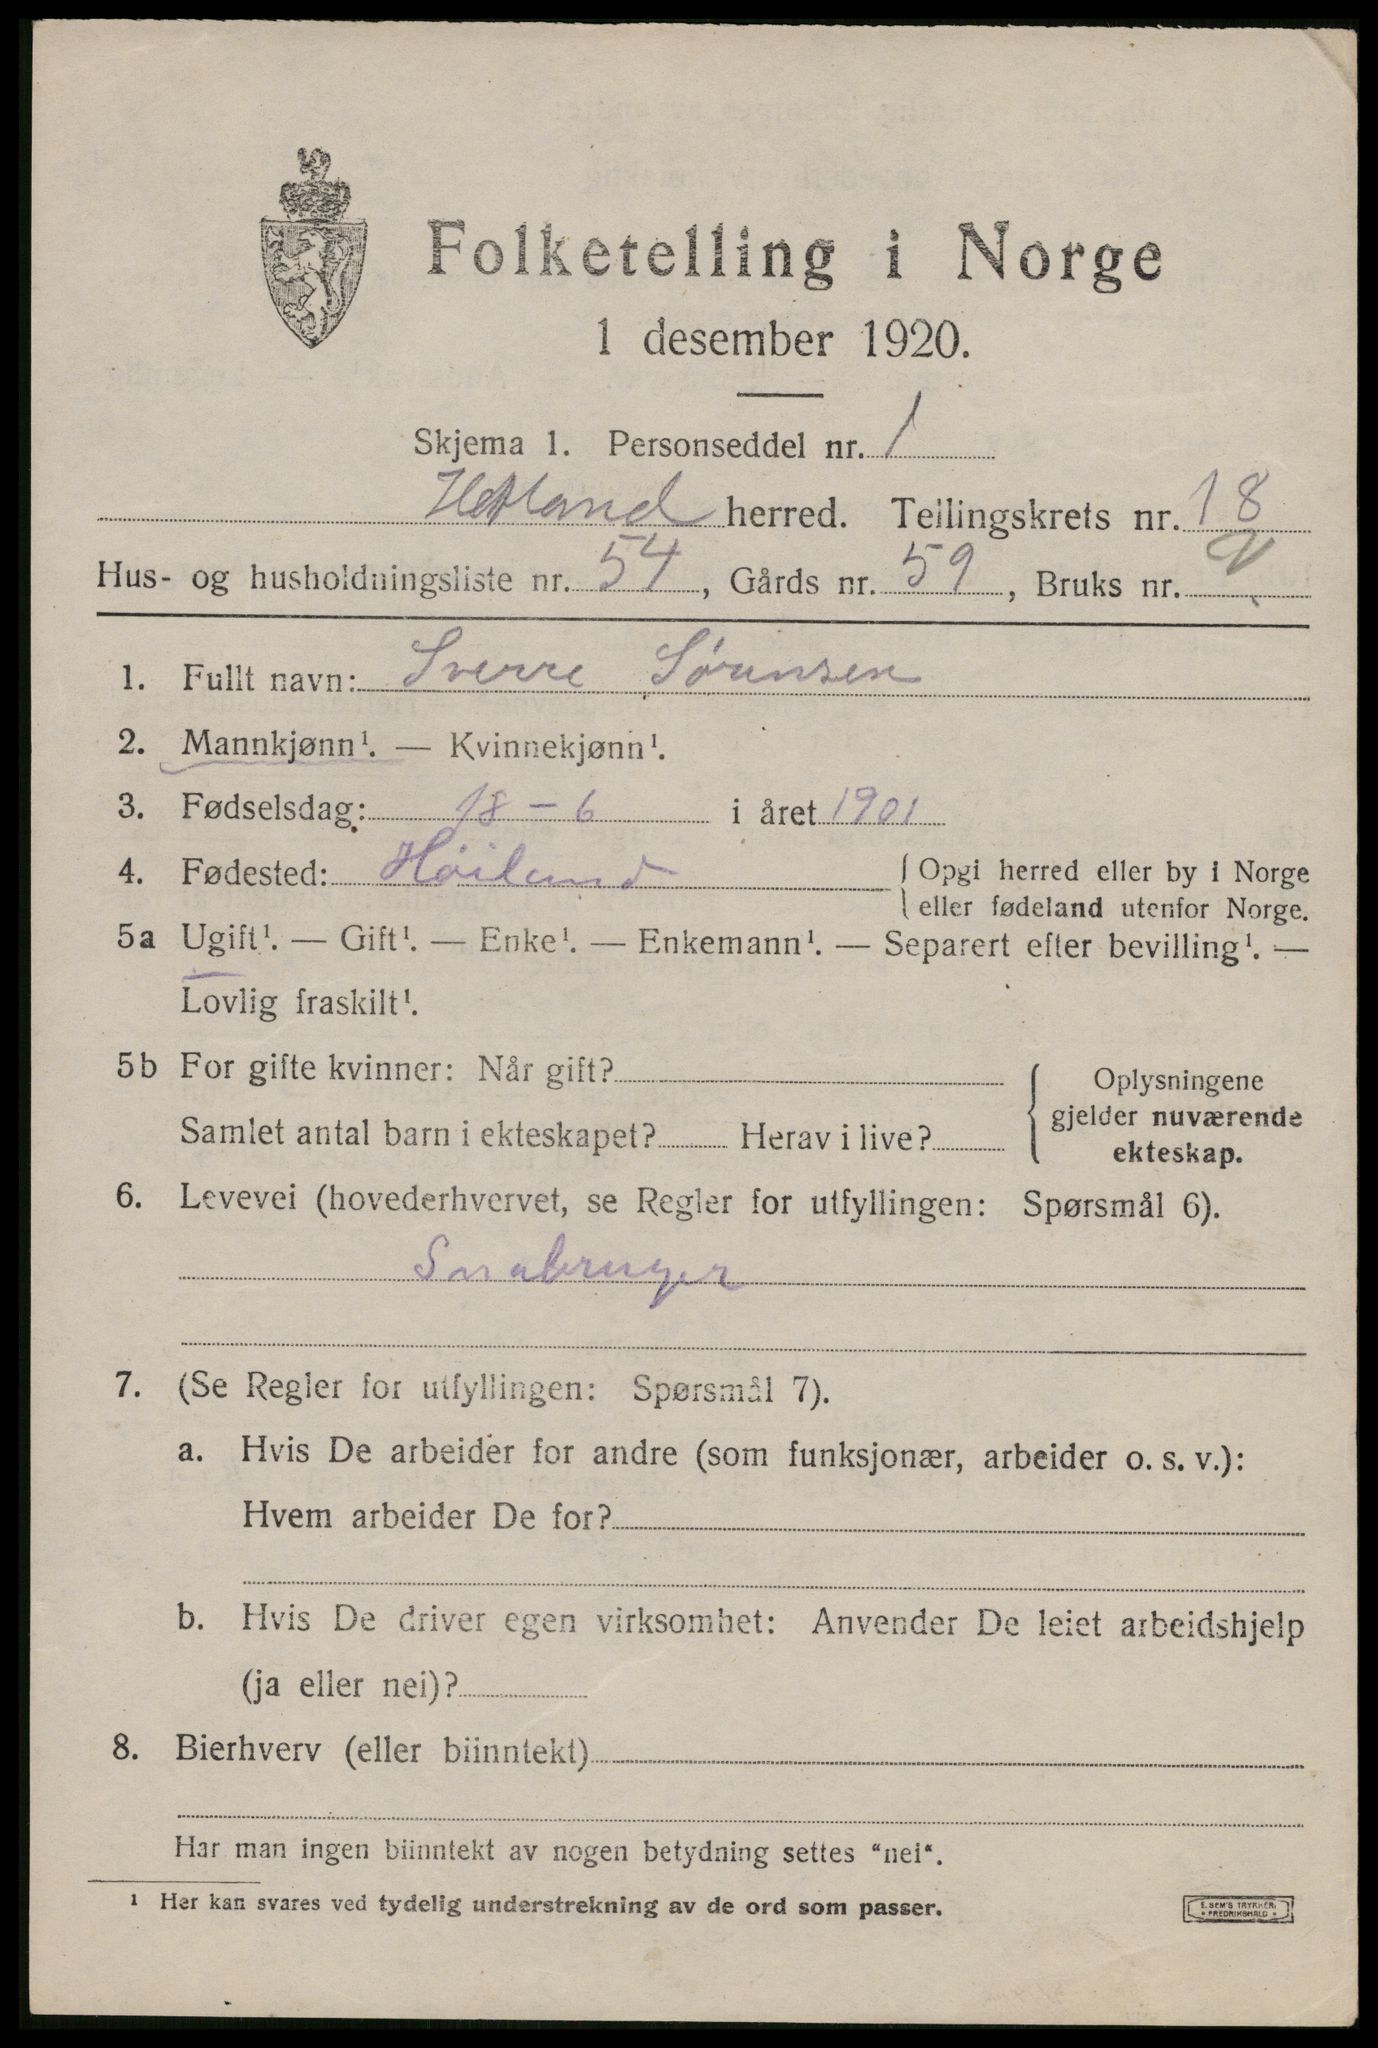 Folketelling i Norge
1 desember 1920.
Skjema 1. Personseddel nr. 1
Hetland herred. Tellingskrets nr. 18
Hus- og husholdningsliste nr. 54, Gårds nr. 59, Bruks nr.
1. Fullt navn: Sverre Sørensen
2. Mannkjønn¹. — Kvinnekjønn¹.
3. Fødselsdag: 18-6 i året 1901
4. Fødested: Høiland { Opgi herred eller by i Norge
eller fødeland utenfor Norge.
5a Ugift¹. — Gift¹. — Enke¹. — Enkemann¹. — Separert efter bevilling¹. —
Lovlig fraskilt¹.
5b For gifte kvinner: Når gift? { Oplysningene
gjelder nuværende
Samlet antal barn i ekteskapet? Herav i live?
ekteskap.
6. Levevei (hovederhvervet, se Regler for utfyllingen: Spørsmål 6).
Smabruger
7. (Se Regler for utfyllingen: Spørsmål 7).
a. Hvis De arbeider for andre (som funksjonær, arbeider o. s. v.):
Hvem arbeider De for?
b. Hvis De driver egen virksomhet: Anvender De leiet arbeidshjelp
(ja eller nei)?
8. Bierhverv (eller biinntekt)
Har man ingen biinntekt av nogen betydning settes "nei".
¹ Her kan svares ved tydelig understrekning av de ord som passer.
E. SEM'S TRYKKERI
* FREDRIKSHALD *